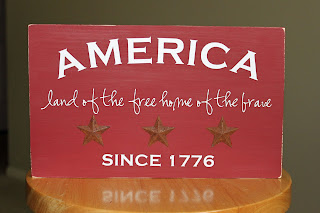 AMERICA
land of the free home of the brave
SINCE 1776